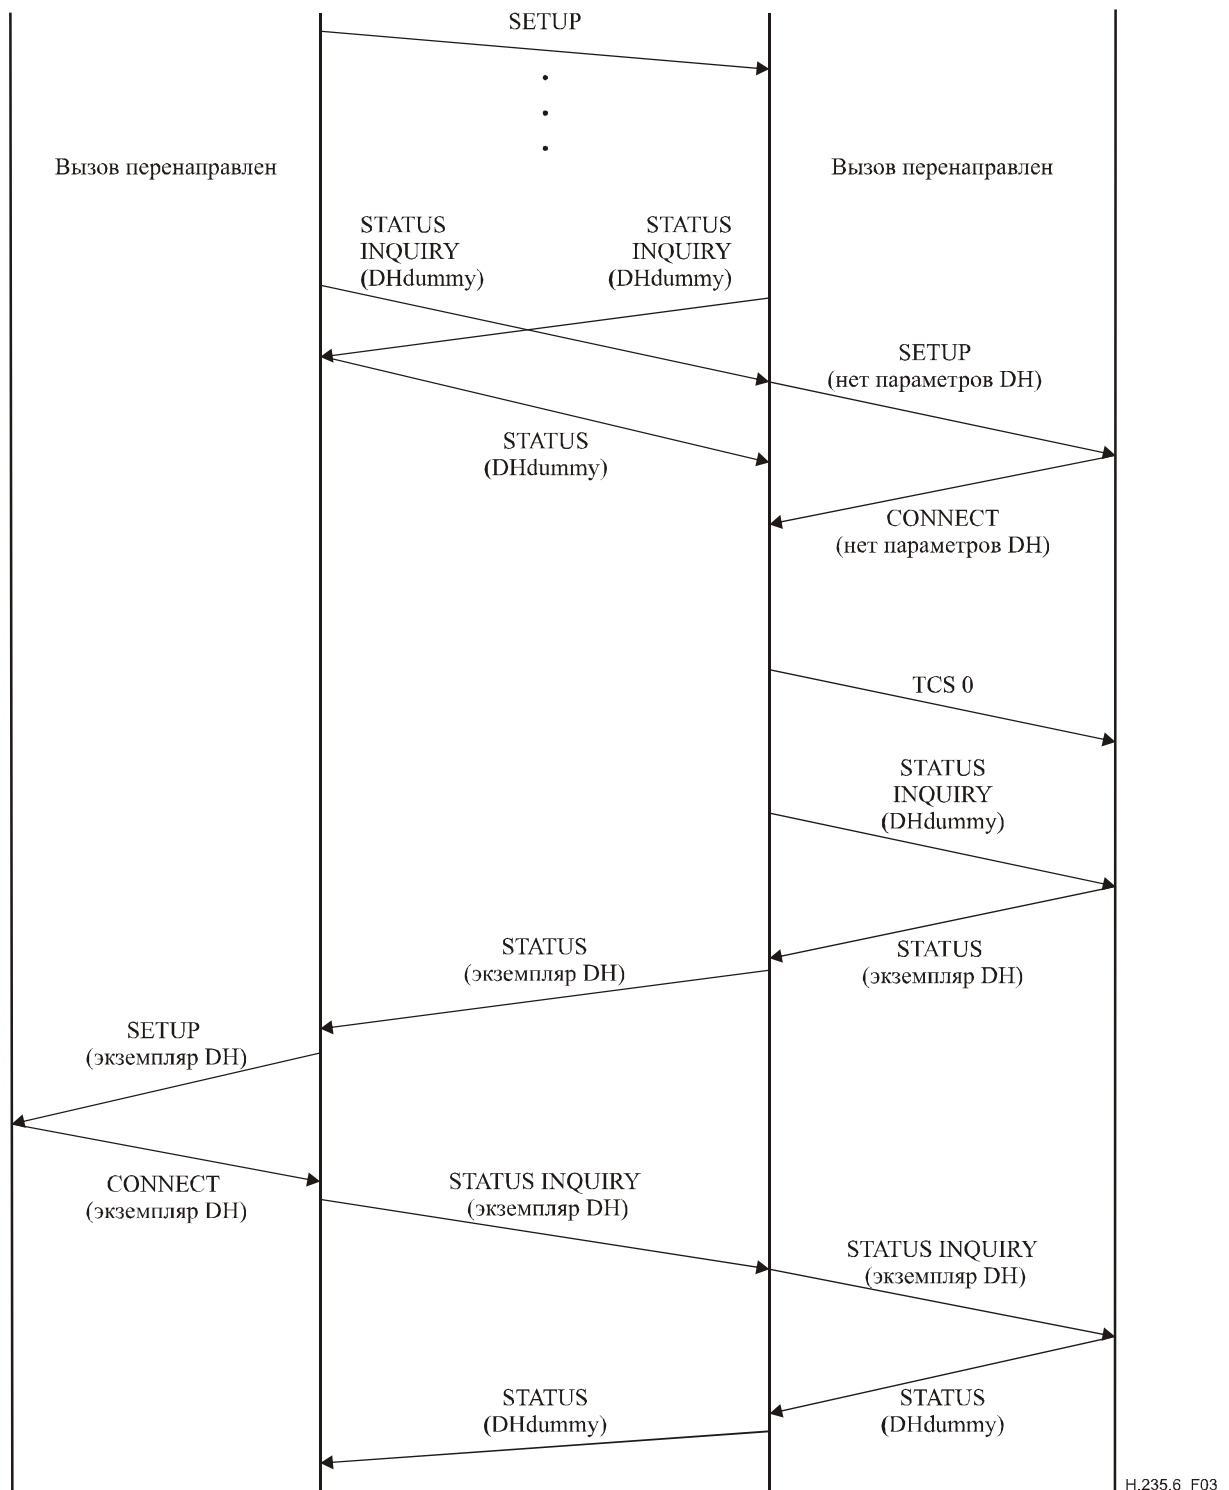 SETUP
Вызов перенаправлен
Вызов перенаправлен
STATUS
INQUIRY
(DHdummy)
STATUS
INQUIRY
(DHdummy)
SETUP
(нет параметров DH)
STATUS
(DHdummy)
CONNECT
(нет параметров DH)
TCS 0
STATUS
INQUIRY
(DHdummy)
STATUS
(экземпляр DH)
STATUS
(экземпляр DH)
SETUP
(экземпляр DH)
CONNECT
(экземпляр DH)
STATUS INQUIRY
(экземпляр DH)
STATUS INQUIRY
(экземпляр DH)
STATUS
(DHdummy)
STATUS
(DHdummy)
H.235.6_F03